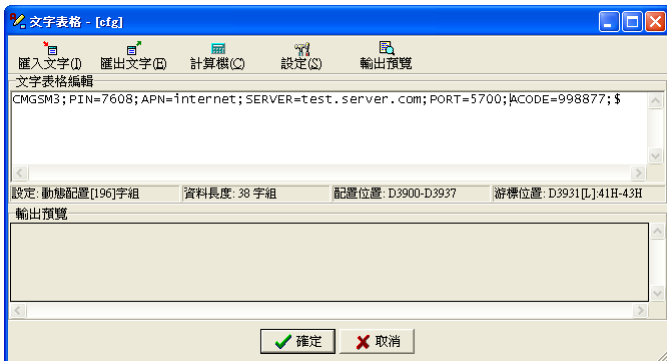 文字表格 - [cfg]
匯入文字(I) 匯出文字(E) 計算機(C) 設定(S) 輸出預覽
文字表格編輯
CMGSM3;PIN=7608;APN=internet;SERVER=test.server.com;PORT=5700;ACODE=998877;$
設定: 動態配置[196]字組 資料長度: 38 字組 配置位置: D3900-D3937 游標位置: D3931[L]:41H-43H
輸出預覽
確定 取消